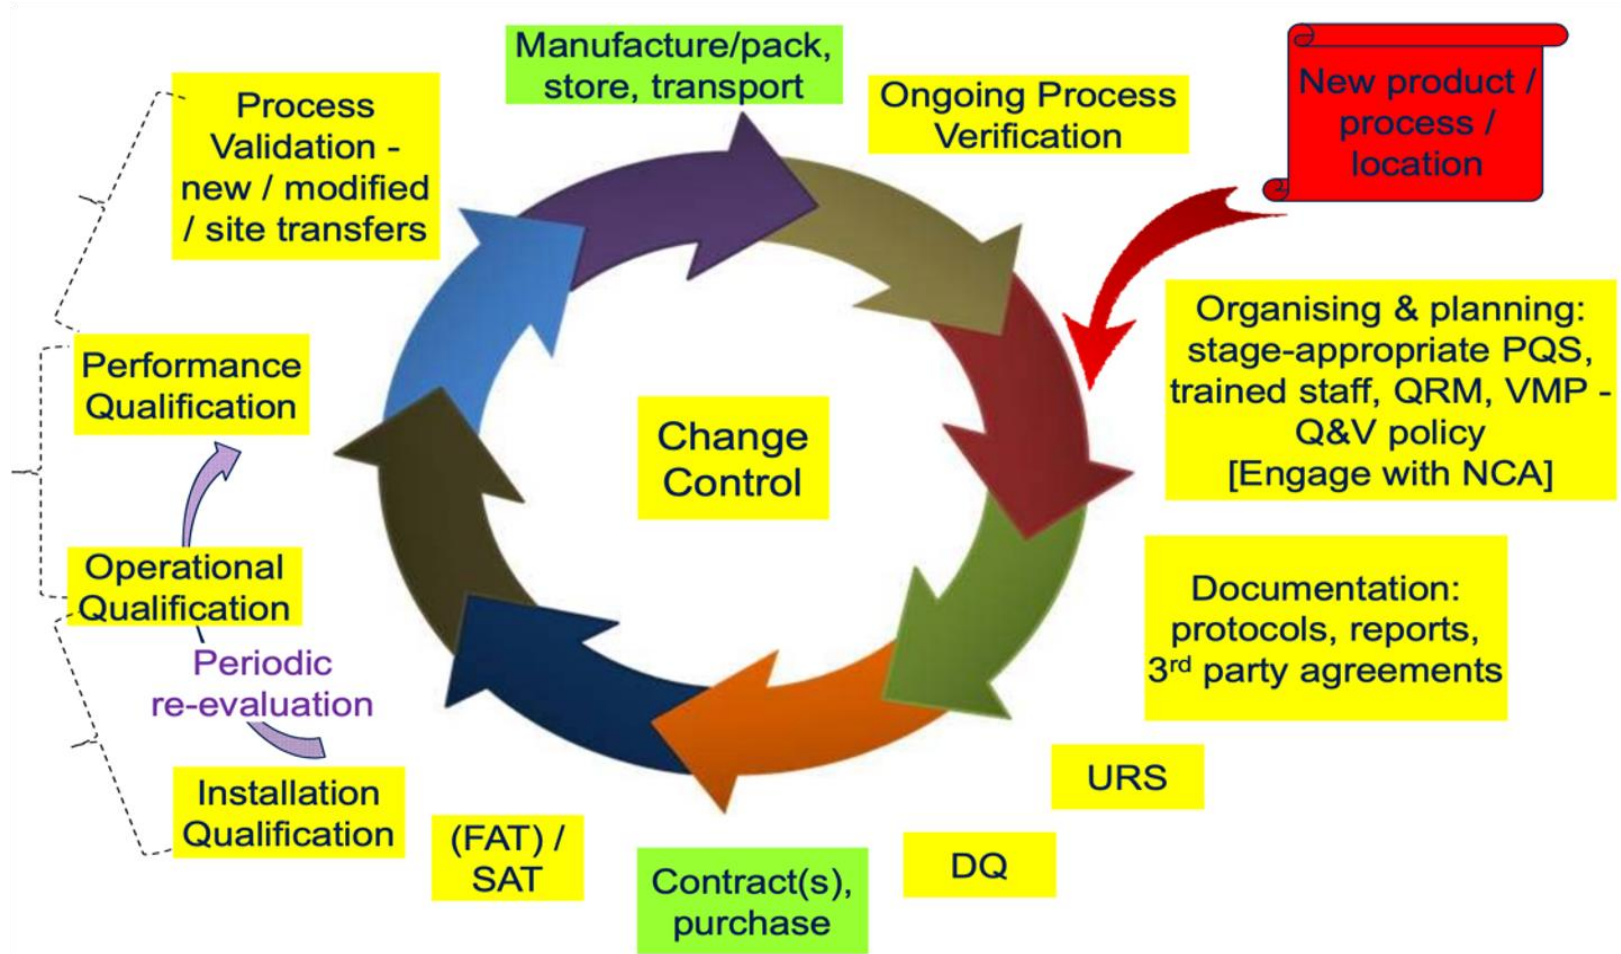 Manufacture/pack,
store, transport
Ongoing Process
Verification
New product /
process /
location
Organising & planning:
stage-appropriate PQS,
trained staff, QRM, VMP -
Q&V policy
[Engage with NCA]
Documentation:
protocols, reports,
3rd party agreements
URS
DQ
Contract(s),
purchase
(FAT) /
SAT
Installation
Qualification
Periodic
re-evaluation
Operational
Qualification
Performance
Qualification
Process
Validation -
new / modified
/ site transfers
Change
Control